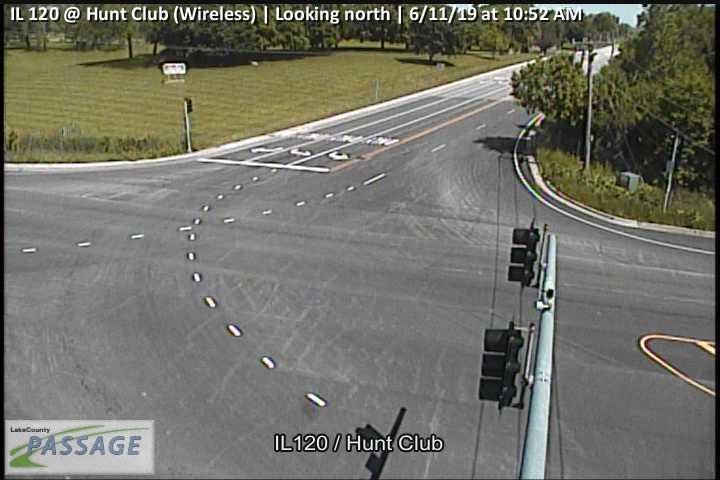 IL 120 @ Hunt Club (Wireless) | Looking north | 6/11/19 at 10:52 AM
IL120 / Hunt Club
LakeCounty
PASSAGE